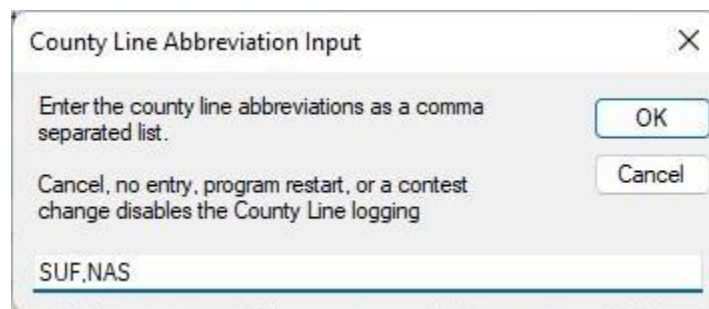 County Line Abbreviation Input
Enter the county line abbreviations as a comma
separated list.
OK
Cancel, no entry, program restart, or a contest
change disables the County Line logging
Cancel
SUF,NAS